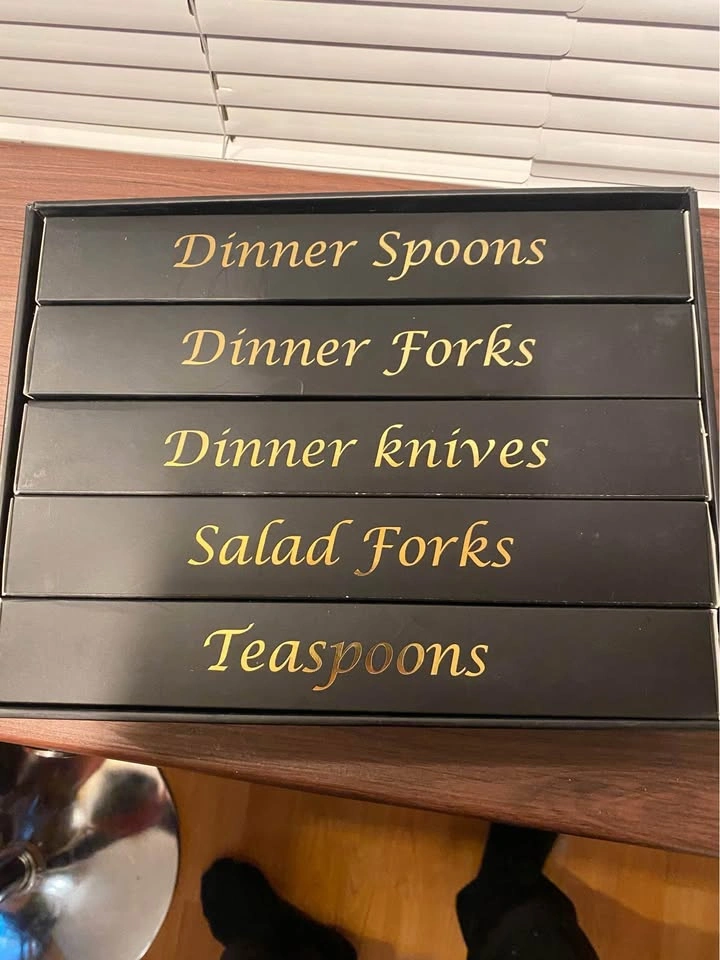 Dinner Spoons
Dinner Forks
Dinner knives
Salad Forks
Teaspoons